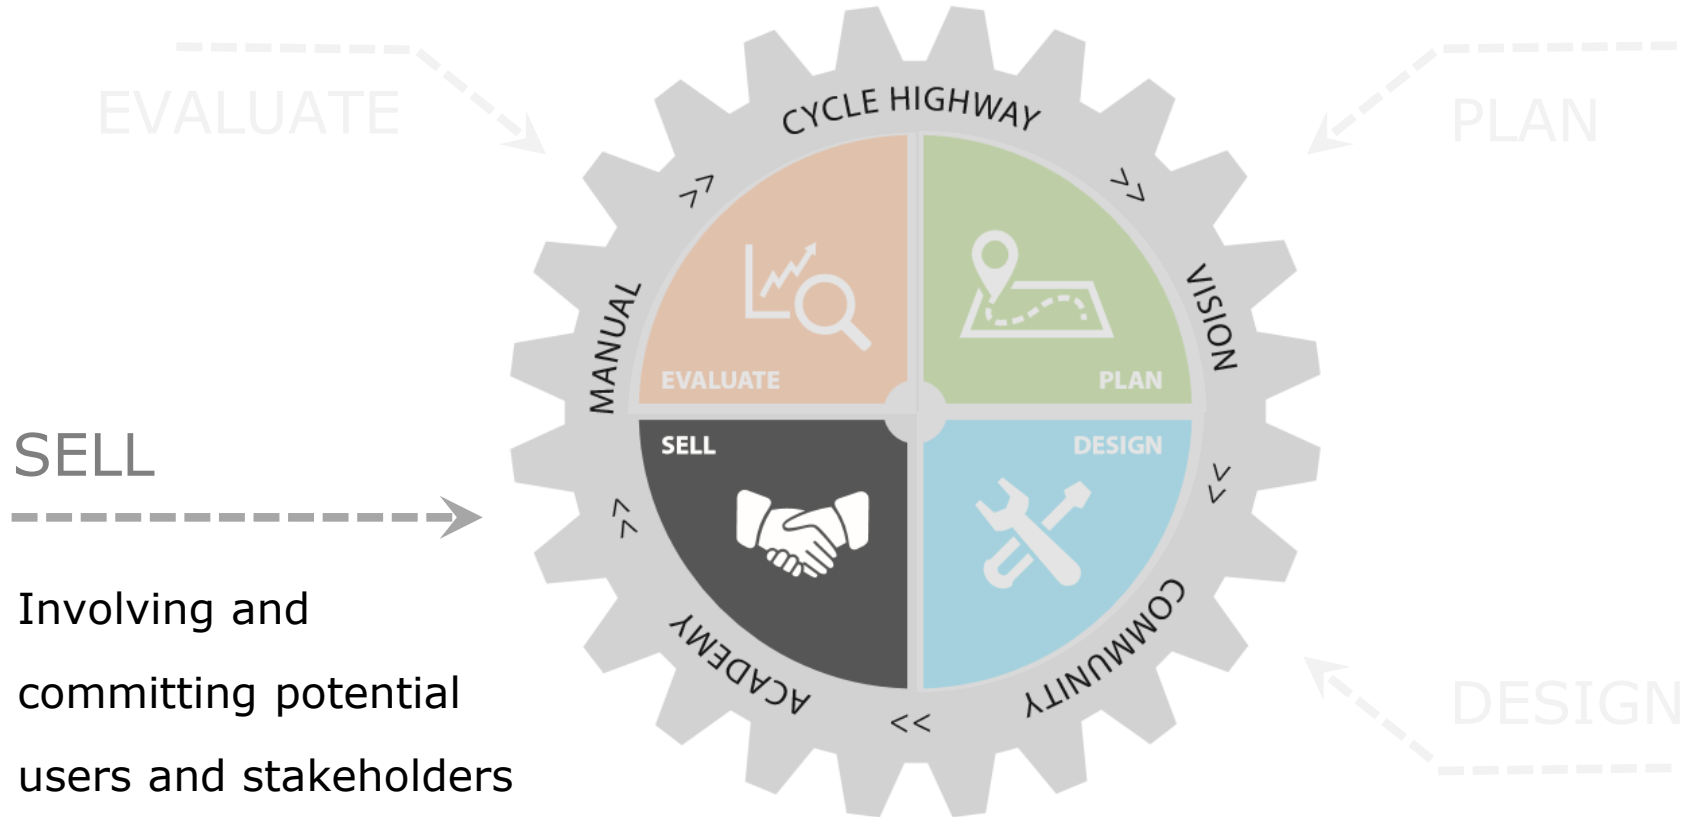 EVALUATE
PLAN
CYCLE HIGHWAY
>>
>>
MANUAL
VISION
EVALUATE
PLAN
SELL
SELL
DESIGN
>>
>>
Involving and
committing potential
users and stakeholders
ACADEMY
COMMUNITY
>>
DESIGN